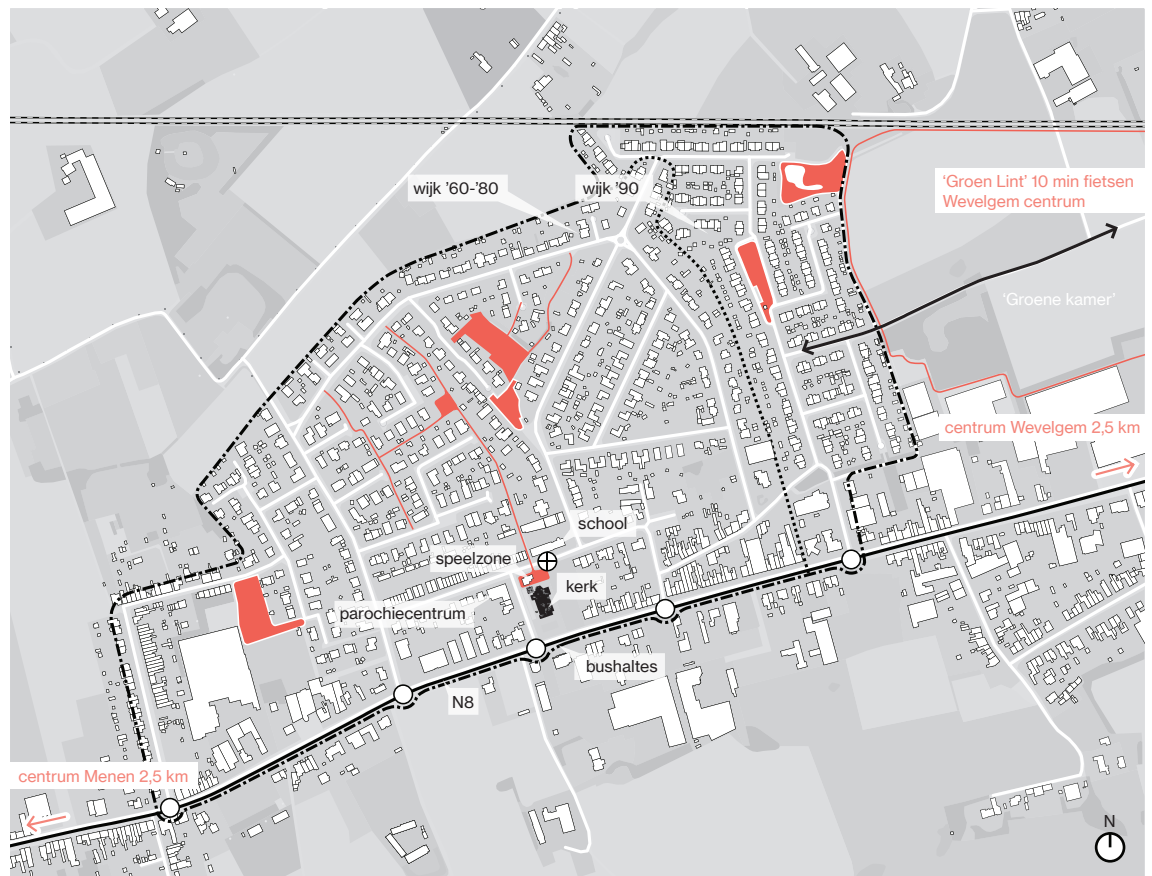 wijk '60-'80
wijk '90
'Groen Lint' 10 min fietsen
Wevelgem centrum
'Groene kamer'
centrum Wevelgem 2,5 km
school
speelzone
kerk
parochiecentrum
bushaltes
N8
centrum Menen 2,5 km
N